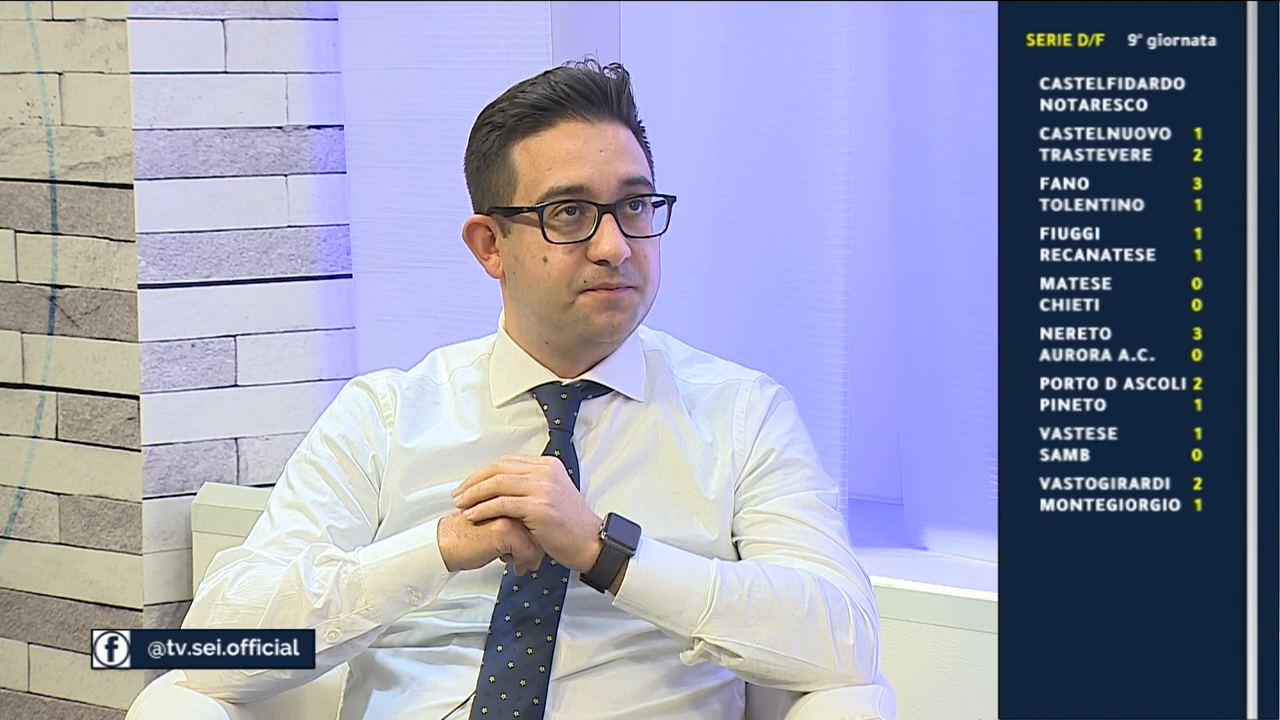 SERIE D/F 9ª giornata
CASTELFIDARDO
NOTARESCO
CASTELNUOVO 1
TRASTEVERE 2
FANO 3
TOLENTINO 1
FIUGGI 1
RECANATESE 1
MATESE 0
CHIETI 0
NERETO 3
AURORA A.C. 0
PORTO D ASCOLI 2
PINETO 1
VASTESE 1
SAMB 0
VASTOGIRARDI 2
MONTEGIORGIO 1
f @tv.sei.official